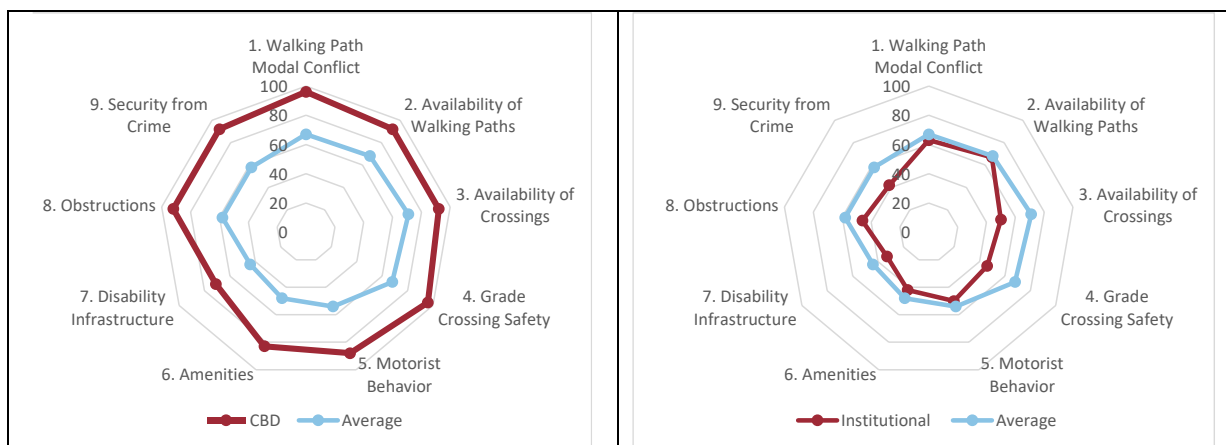 1. Walking Path
Modal Conflict
2. Availability of
Walking Paths
3. Availability of
Crossings
4. Grade
Crossing Safety
5. Motorist
Behavior
6. Amenities
7. Disability
Infrastructure
8. Obstructions
9. Security from
Crime
100
80
60
40
20
0
CBD
Average
1. Walking Path
Modal Conflict
2. Availability of
Walking Paths
3. Availability of
Crossings
4. Grade
Crossing Safety
5. Motorist
Behavior
6. Amenities
7. Disability
Infrastructure
8. Obstructions
9. Security from
Crime
100
80
60
40
20
0
Institutional
Average